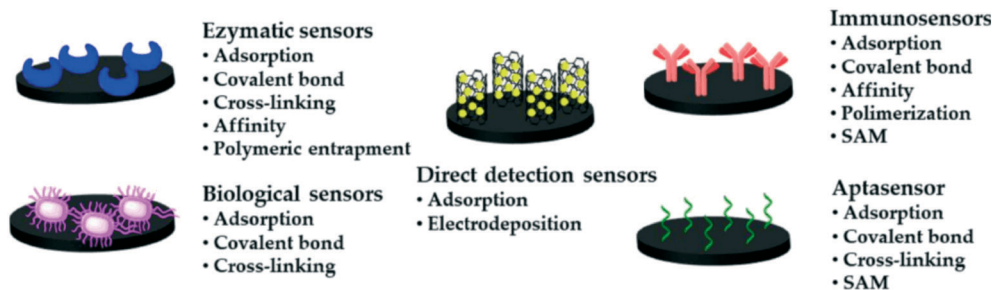 Ezymatic sensors
• Adsorption
• Covalent bond
• Cross-linking
• Affinity
• Polymeric entrapment
Biological sensors
• Adsorption
• Covalent bond
• Cross-linking
Direct detection sensors
• Adsorption
• Electrodeposition
Immunosensors
• Adsorption
• Covalent bond
• Affinity
• Polimerization
• SAM
Aptasensor
• Adsorption
• Covalent bond
• Cross-linking
• SAM